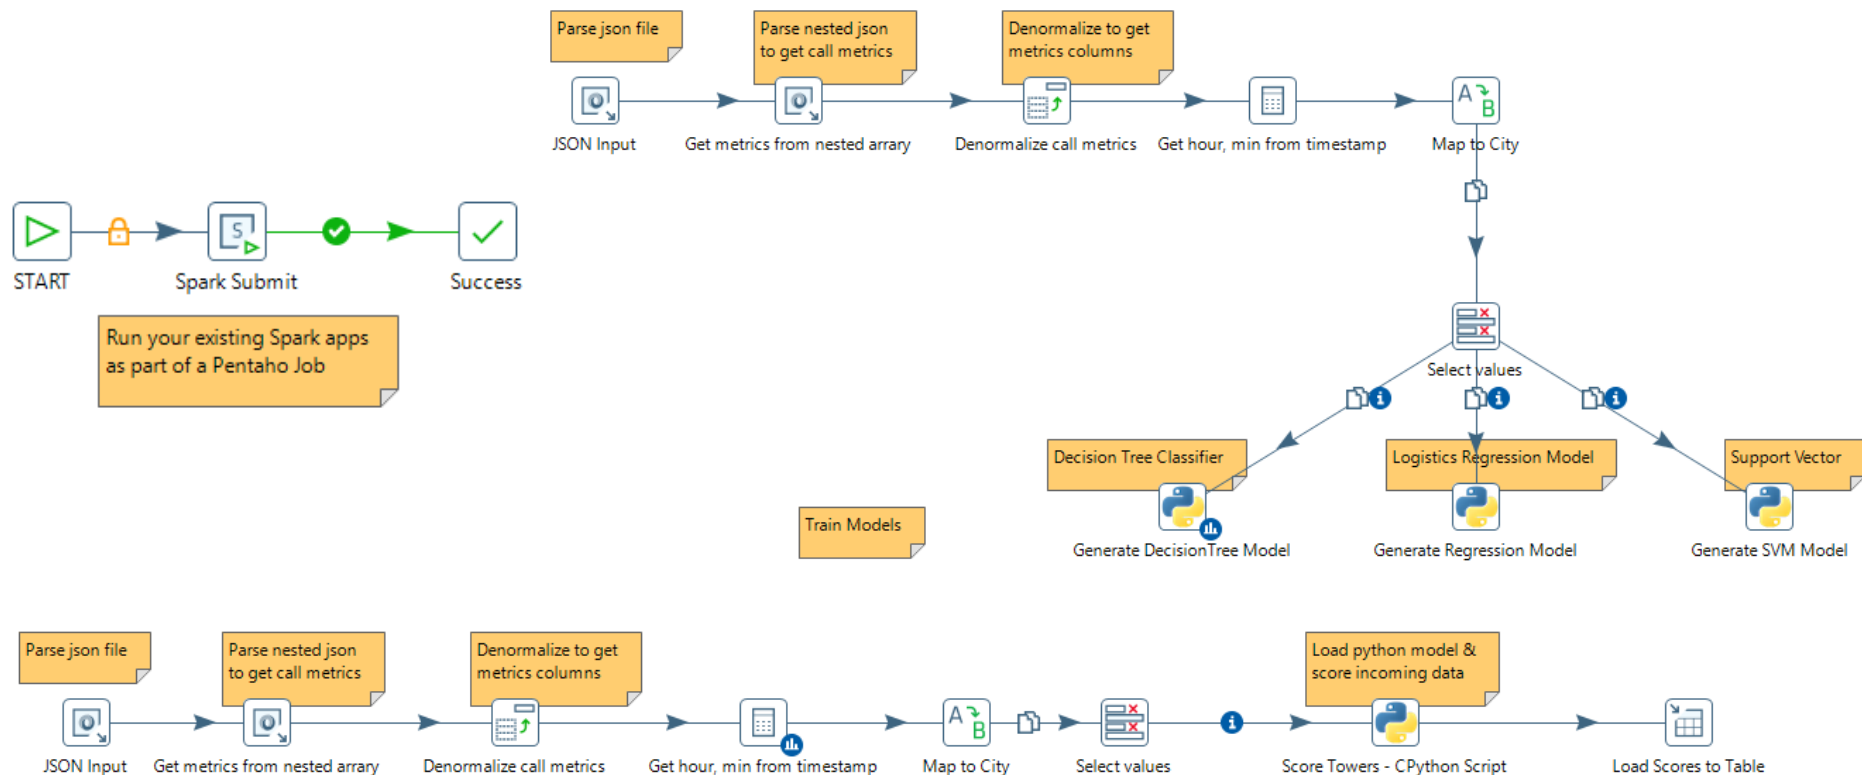 Parse json file
Parse nested json
to get call metrics
Denormalize to get
metrics columns
JSON Input
Get metrics from nested arrary
Denormalize call metrics
Get hour, min from timestamp
Map to City
A
B
START
Spark Submit
S
Success
Run your existing Spark apps
as part of a Pentaho Job
Select values
i
i
i
Decision Tree Classifier
Logistics Regression Model
Support Vector
Train Models
Generate DecisionTree Model
Generate Regression Model
Generate SVM Model
Parse json file
Parse nested json
to get call metrics
Denormalize to get
metrics columns
Load python model &
score incoming data
A
B
i
JSON Input
Get metrics from nested arrary
Denormalize call metrics
Get hour, min from timestamp
Map to City
Select values
Score Towers - CPython Script
Load Scores to Table